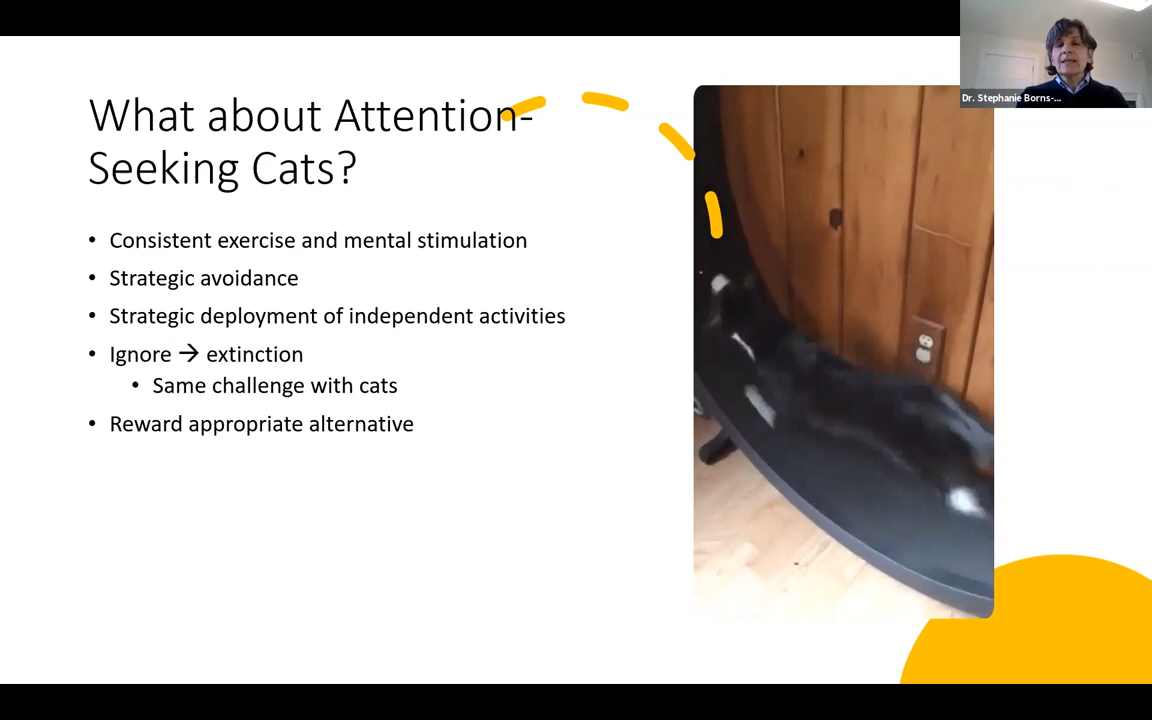 Dr. Stephanie Borns-...
What about Attention-
Seeking Cats?
• Consistent exercise and mental stimulation
• Strategic avoidance
• Strategic deployment of independent activities
• Ignore → extinction
• Same challenge with cats
• Reward appropriate alternative